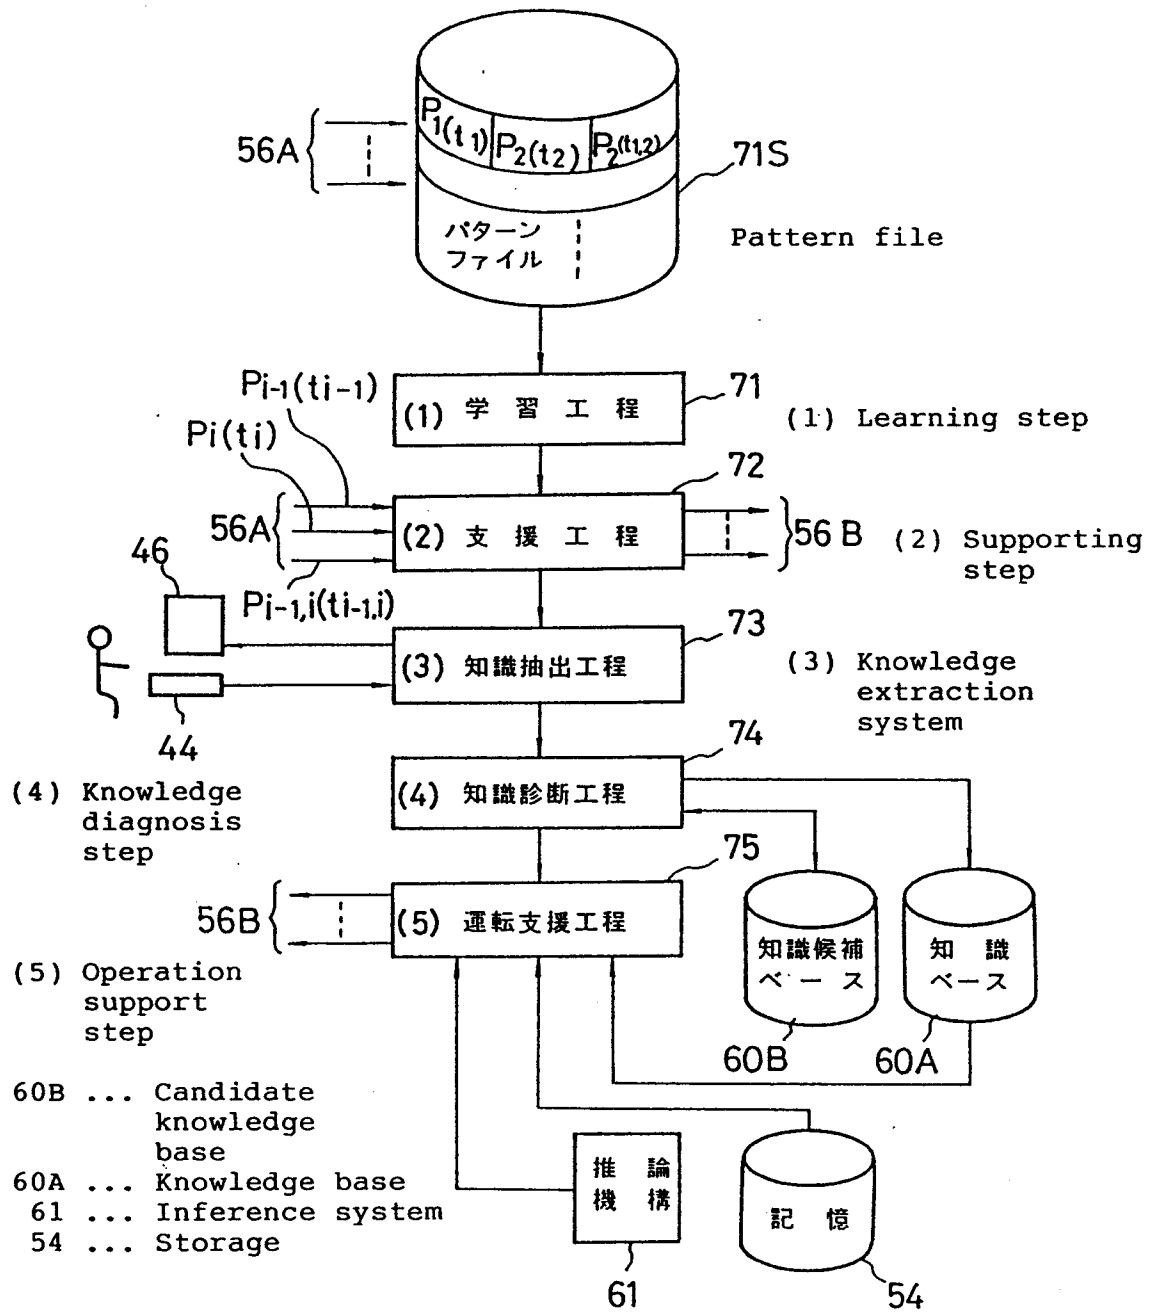 P1(t1)
P2(t2)
P2(t1,2)
56A
71S
パターン
ファイル
Pattern file
Pi-1(ti-1)
71
(1) 学習工程
(1) Learning step
Pi(ti)
72
56A
(2) 支援工程
56B
(2) Supporting
step
46
Pi-1,i(ti-1,i)
73
(3) 知識抽出工程
(3) Knowledge
extraction
system
44
74
(4) Knowledge
diagnosis
step
(4) 知識診断工程
75
56B
(5) 運転支援工程
知識候補
ベース
知識
ベース
(5) Operation
support
step
60B
60A
60B ... Candidate
knowledge
base
60A ... Knowledge base
61 ... Inference system
54 ... Storage
推論
機構
記憶
61
54